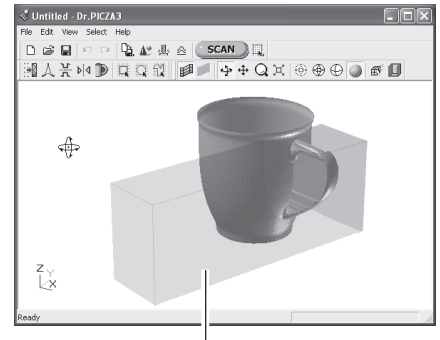 Untitled - Dr.PICZA3
File Edit View Select Help
SCAN
Z
Y
X
Ready